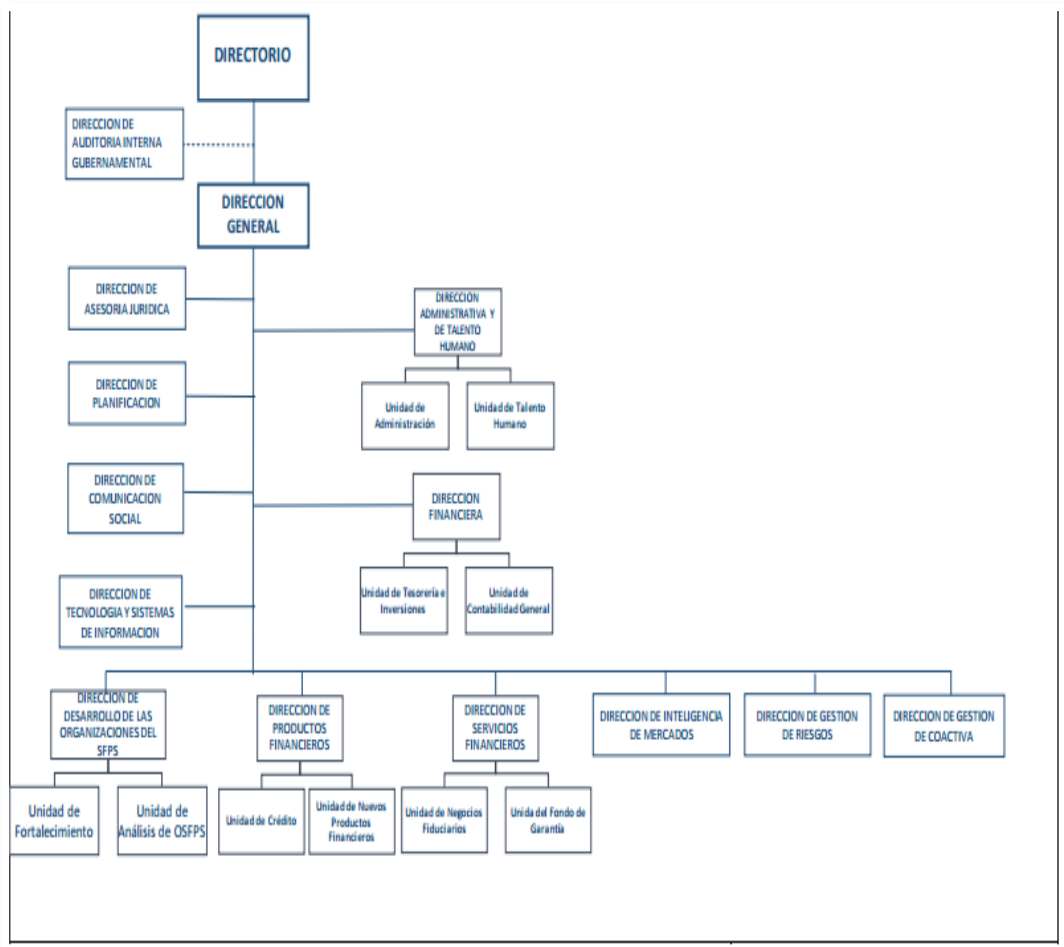 DIRECTORIO
DIRECCION DE
AUDITORIA INTERNA
GUBERNAMENTAL
DIRECCION
GENERAL
DIRECCION DE
ASESORIA JURIDICA
DIRECCIÓN
ADMINISTRATIVA Y
DE TALENTO
HUMANO
DIRECCION DE
PLANIFICACION
Unidad de
Administración
Unidad de Talento
Humano
DIRECCION DE
COMUNICACION
SOCIAL
DIRECCION
FINANCIERA
DIRECCION DE
TECNOLOGIA Y SISTEMAS
DE INFORMACION
Unidad de Tesorería e
Inversiones
Unidad de
Contabilidad General
DIRECCION DE
DESARROLLO DE LAS
ORGANIZACIONES DEL
SFPS
DIRECCION DE
PRODUCTOS
FINANCIEROS
DIRECCION DE
SERVICIOS
FINANCIEROS
DIRECCION DE INTELIGENCIA
DE MERCADOS
DIRECCION DE GESTION
DE RIESGOS
DIRECCION DE GESTION
DE COACTIVA
Unidad de
Fortalecimiento
Unidad de
Análisis de OSFPS
Unidad de Crédito
Unidad de Nuevos
Productos
Financieros
Unidad de Negocios
Fiduciarios
Unida del Fondo de
Garantía